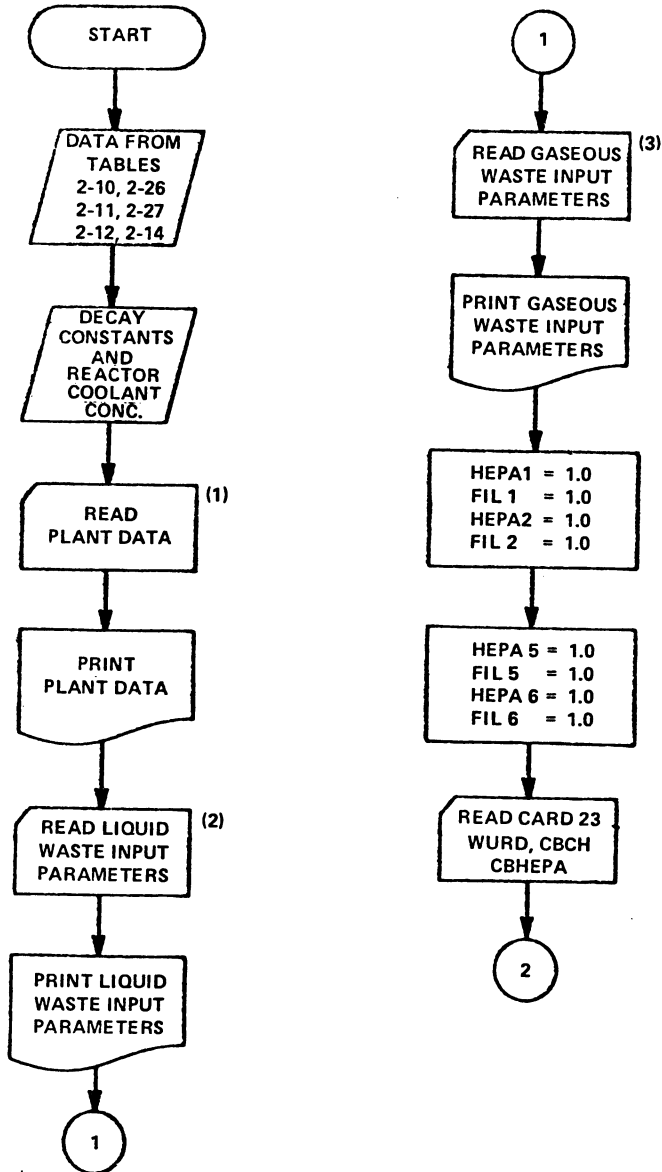 START
DATA FROM
TABLES
2-10, 2-26
2-11, 2-27
2-12, 2-14
DECAY
CONSTANTS
AND
REACTOR
COOLANT
CONC.
(1)
READ
PLANT DATA
PRINT
PLANT DATA
(2)
READ LIQUID
WASTE INPUT
PARAMETERS
PRINT LIQUID
WASTE INPUT
PARAMETERS
1
1
(3)
READ GASEOUS
WASTE INPUT
PARAMETERS
PRINT GASEOUS
WASTE INPUT
PARAMETERS
HEPA1 = 1.0
FIL 1 = 1.0
HEPA2 = 1.0
FIL 2 = 1.0
HEPA 5 = 1.0
FIL 5 = 1.0
HEPA 6 = 1.0
FIL 6 = 1.0
READ CARD 23
WURD, CBCH
CBHEPA
2